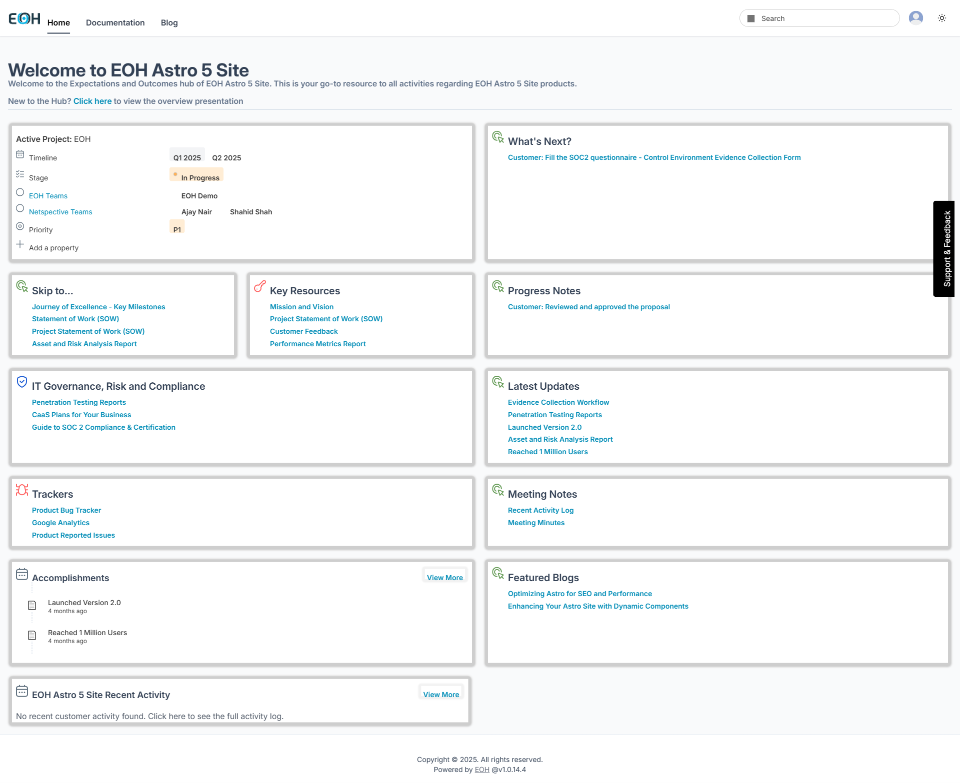 EOH
Home
Documentation
Blog
Search
Welcome to EOH Astro 5 Site
Welcome to the Expectations and Outcomes hub of EOH Astro 5 Site. This is your go-to resource to all activities regarding EOH Astro 5 Site products.
New to the Hub? Click here to view the overview presentation
Active Project: EOH
Timeline
Q1 2025
Q2 2025
Stage
In Progress
EOH Teams
EOH Demo
Netspective Teams
Ajay Nair
Shahid Shah
Priority
P1
Add a property
What's Next?
Customer: Fill the SOC2 questionnaire - Control Environment Evidence Collection Form
Support & Feedback
Skip to...
Journey of Excellence - Key Milestones
Statement of Work (SOW)
Project Statement of Work (SOW)
Asset and Risk Analysis Report
Key Resources
Mission and Vision
Project Statement of Work (SOW)
Customer Feedback
Performance Metrics Report
Progress Notes
Customer: Reviewed and approved the proposal
IT Governance, Risk and Compliance
Penetration Testing Reports
CaaS Plans for Your Business
Guide to SOC 2 Compliance & Certification
Latest Updates
Evidence Collection Workflow
Penetration Testing Reports
Launched Version 2.0
Asset and Risk Analysis Report
Reached 1 Million Users
Trackers
Product Bug Tracker
Google Analytics
Product Reported Issues
Meeting Notes
Recent Activity Log
Meeting Minutes
Accomplishments
View More
Launched Version 2.0
4 months ago
Reached 1 Million Users
4 months ago
Featured Blogs
Optimizing Astro for SEO and Performance
Enhancing Your Astro Site with Dynamic Components
EOH Astro 5 Site Recent Activity
View More
No recent customer activity found. Click here to see the full activity log.
Copyright © 2025. All rights reserved.
Powered by EOH @v1.0.14.4